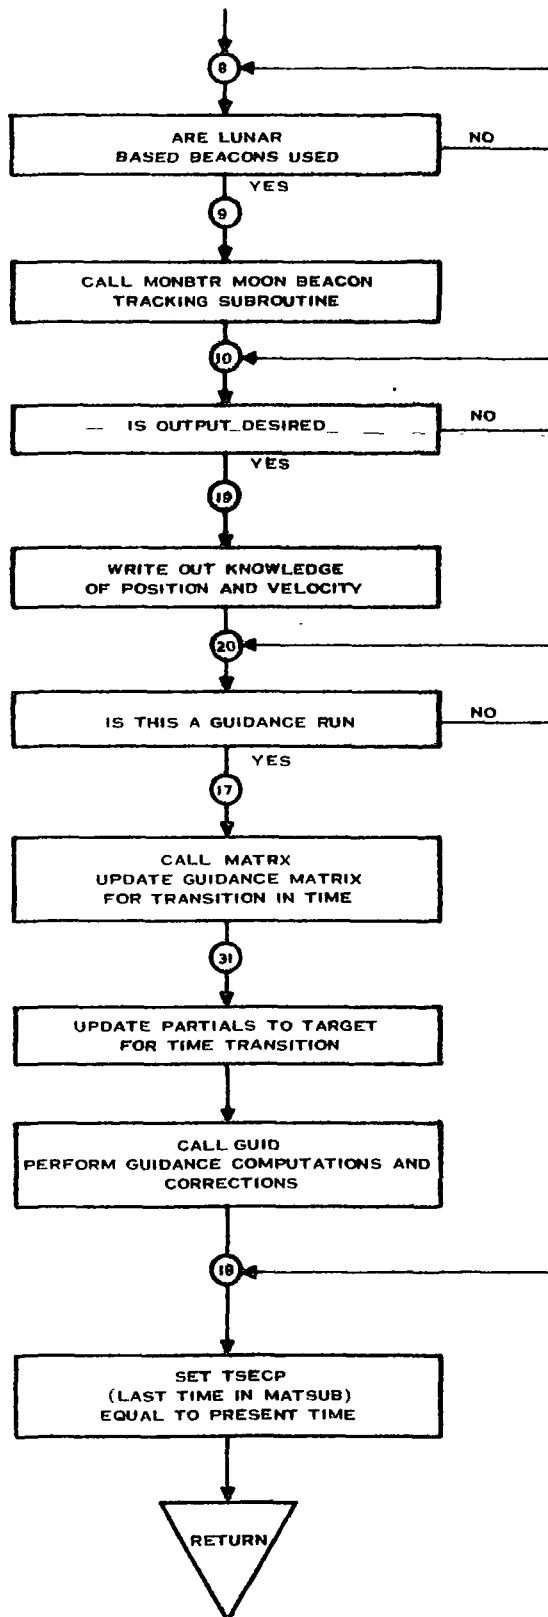 8
ARE LUNAR
BASED BEACONS USED
NO
YES
9
CALL MONBTR MOON BEACON
TRACKING SUBROUTINE
10
IS OUTPUT DESIRED
NO
YES
19
WRITE OUT KNOWLEDGE
OF POSITION AND VELOCITY
20
IS THIS A GUIDANCE RUN
NO
YES
17
CALL MATRX
UPDATE GUIDANCE MATRIX
FOR TRANSITION IN TIME
31
UPDATE PARTIALS TO TARGET
FOR TIME TRANSITION
CALL GUID
PERFORM GUIDANCE COMPUTATIONS AND
CORRECTIONS
18
SET TSECP
(LAST TIME IN MATSUB)
EQUAL TO PRESENT TIME
RETURN